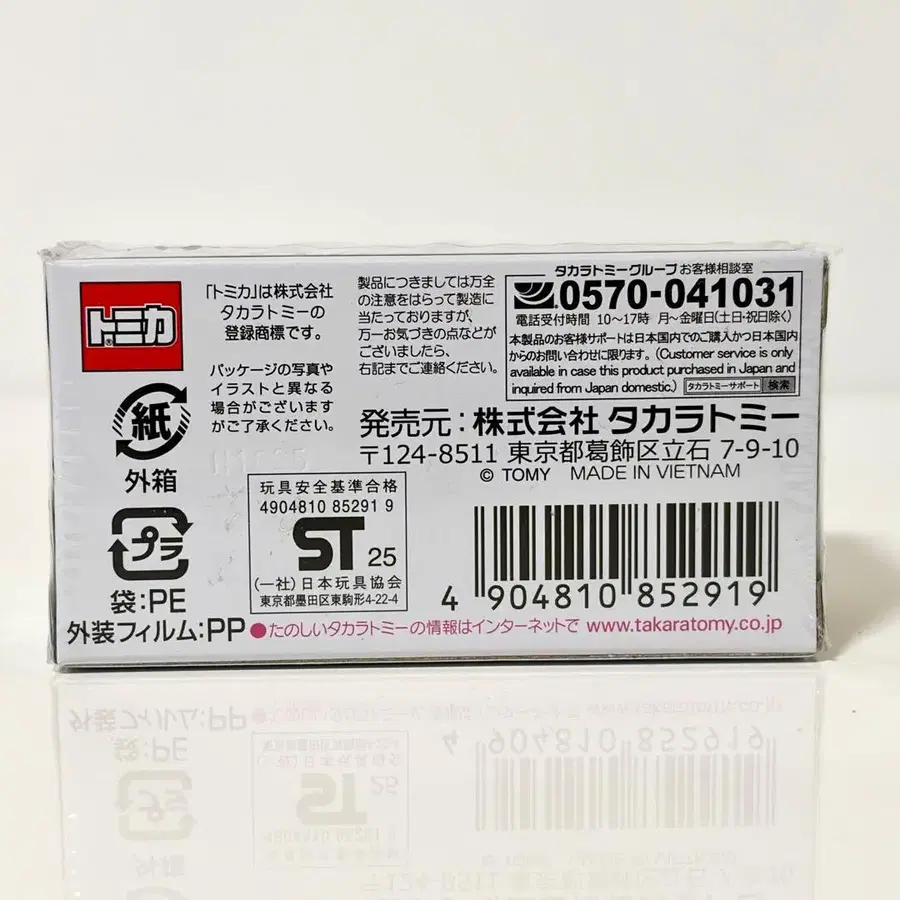 トミカ®
「トミカ」は株式会社
タカラトミーの
登録商標です。
パッケージの写真や
イラストと異なる
場合がございます
がご了承ください。
製品につきましては万全
の注意をはらって製造に
当たっておりますが、
万一お気づきの点などが
ございましたら、
右記までご連絡ください。
タカラトミーグループ お客様相談室
0570-041031
電話受付時間 10〜17時 月〜金曜日(土日・祝日除く)
本製品のお客様サポートは日本国内でのご購入かつ日本国内
からのお問い合わせに限ります。(Customer service is only
available in case this product purchased in Japan and
inquired from Japan domestic.) タカラトミーサポート 検索
発売元:株式会社 タカラトミー
〒124-8511 東京都葛飾区立石 7-9-10
© TOMY MADE IN VIETNAM
紙
外箱
プラ
袋:PE
外装フィルム:PP
玩具安全基準合格
4904810 85291 9
ST 25
(一社)日本玩具協会
東京都墨田区東駒形4-22-4
4 904810 852919
●たのしいタカラトミーの情報はインターネットで www.takaratomy.co.jp